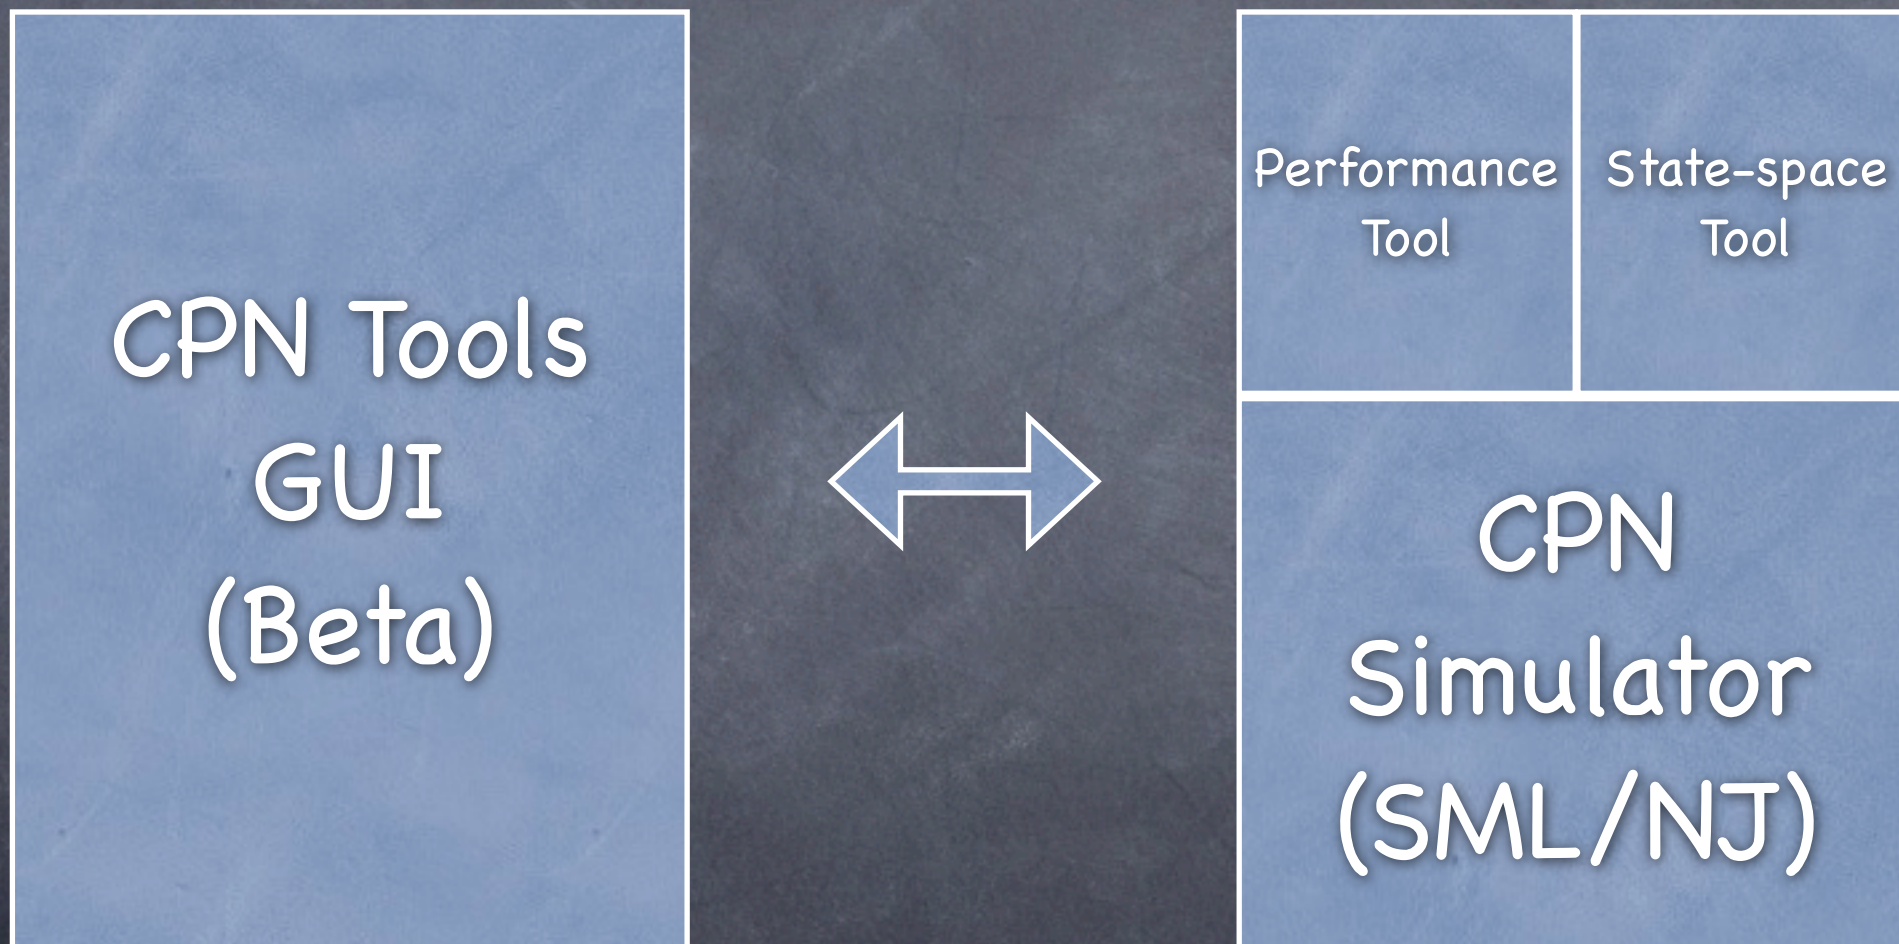 CPN Tools
GUI
(Beta)
Performance
Tool
State-space
Tool
CPN
Simulator
(SML/NJ)